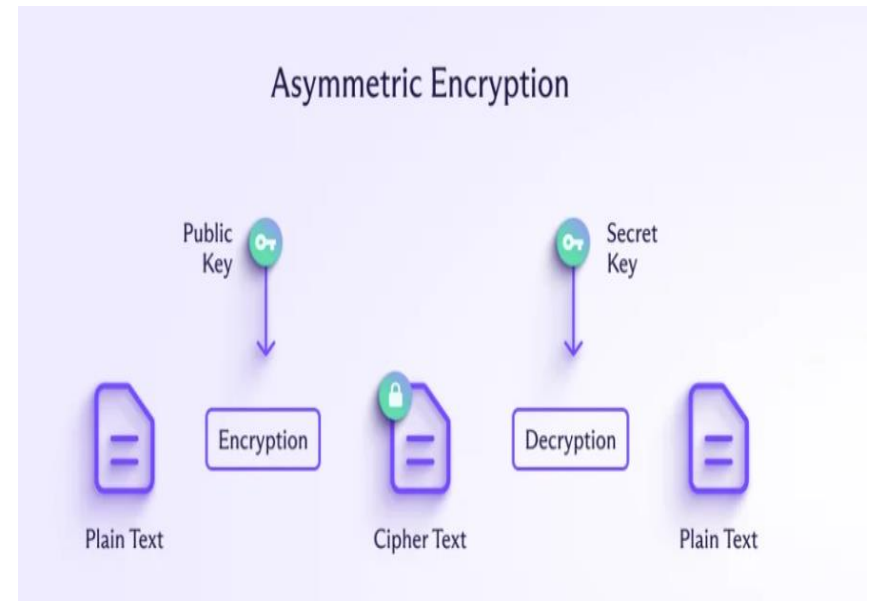 Asymmetric Encryption
Public
Key
Secret
Key
Encryption
Decryption
Plain Text
Cipher Text
Plain Text